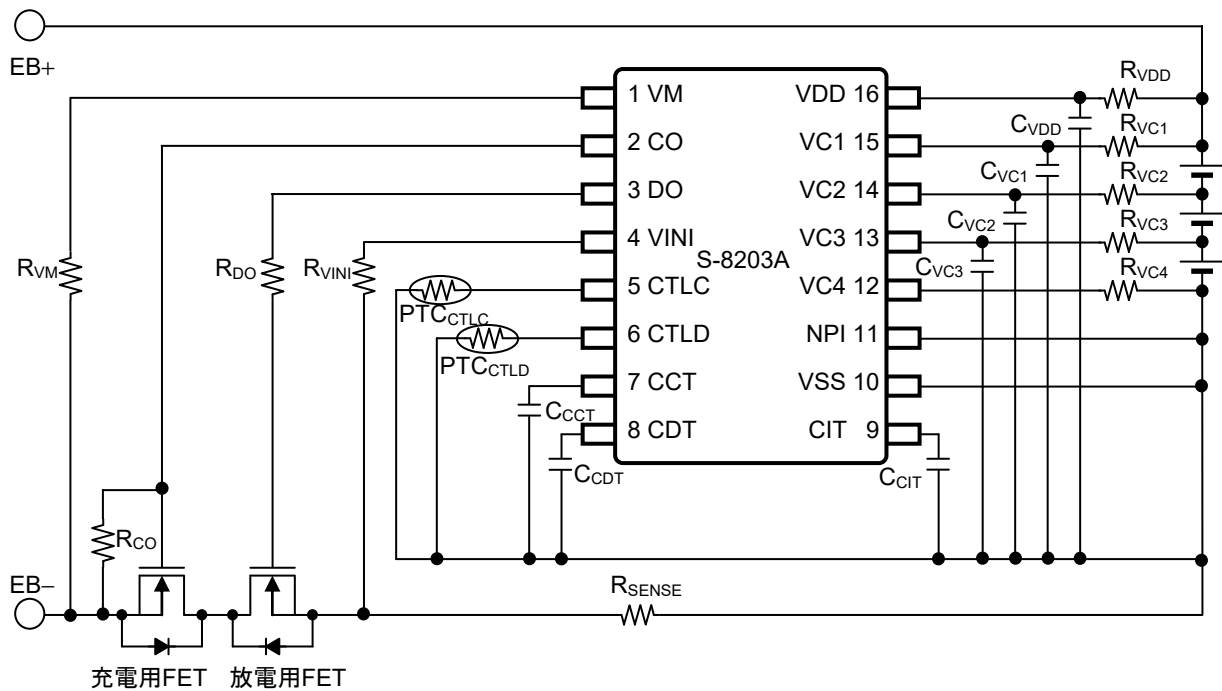 EB+
1 VM
2 CO
3 DO
4 VINI
5 CTLC
6 CTLD
7 CCT
8 CDT
S-8203A
VDD 16
VC1 15
VC2 14
VC3 13
VC4 12
NPI 11
VSS 10
CIT 9
RVDD
RVC1
RVC2
RVC3
RVC4
CVDD
CVC1
CVC2
CVC3
RVM
RDO
RVINI
PTCCTLC
PTCCTLD
CCCT
CCDT
CCIT
RCO
EB−
RSENSE
充電用FET
放電用FET